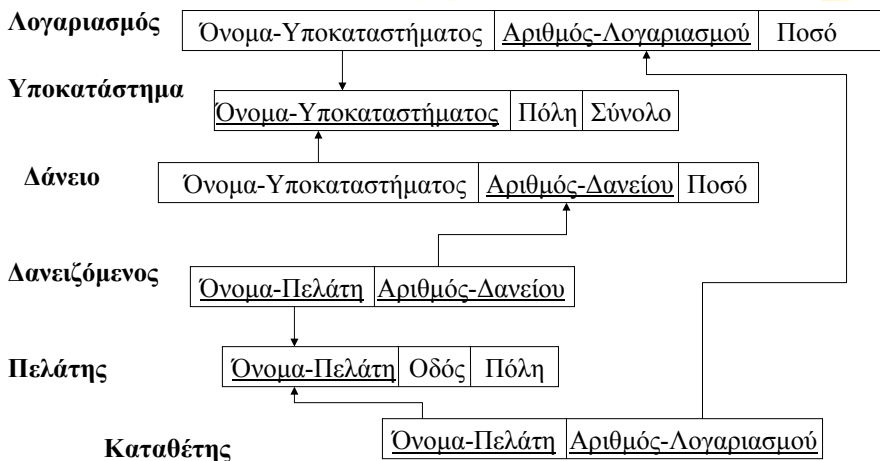 Λογαριασμός Όνομα-Υποκαταστήματος Αριθμός-Λογαριασμού Ποσό
Υποκατάστημα Όνομα-Υποκαταστήματος Πόλη Σύνολο
Δάνειο Όνομα-Υποκαταστήματος Αριθμός-Δανείου Ποσό
Δανειζόμενος Όνομα-Πελάτη Αριθμός-Δανείου
Πελάτης Όνομα-Πελάτη Οδός Πόλη
Καταθέτης Όνομα-Πελάτη Αριθμός-Λογαριασμού